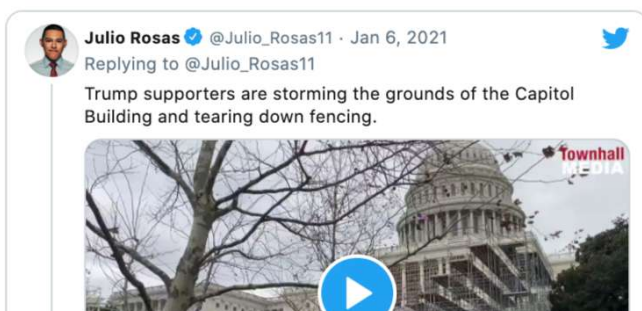 Julio Rosas @Julio_Rosas11 · Jan 6, 2021
Replying to @Julio_Rosas11
Trump supporters are storming the grounds of the Capitol
Building and tearing down fencing.
Townhall
MEDIA